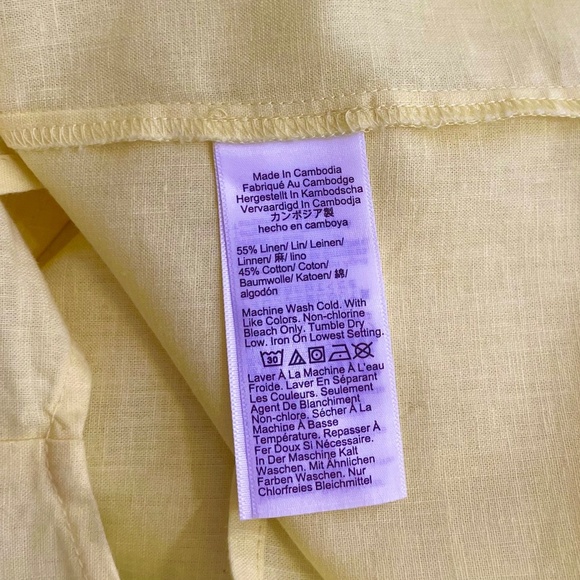 Made In Cambodia
Fabriqué Au Cambodge
Hergestellt In Kambodscha
Vervaardigd In Cambodja
カンボジア製
hecho en camboya
55% Linen/ Lin/ Leinen/
Linnen/ 麻/ lino
45% Cotton/ Coton/
Baumwolle/ Katoen/ 綿/
algodón
Machine Wash Cold. With
Like Colors. Non-chlorine
Bleach Only. Tumble Dry
Low. Iron On Lowest Setting.
30
Laver À La Machine À L'eau
Froide. Laver En Séparant
Les Couleurs. Seulement
Agent De Blanchiment
Non-chlore. Sécher À La
Machine À Basse
Température. Repasser À
Fer Doux Si Nécessaire.
In Der Maschine Kalt
Waschen. Mit Ähnlichen
Farben Waschen. Nur
Chlorfreies Bleichmittel